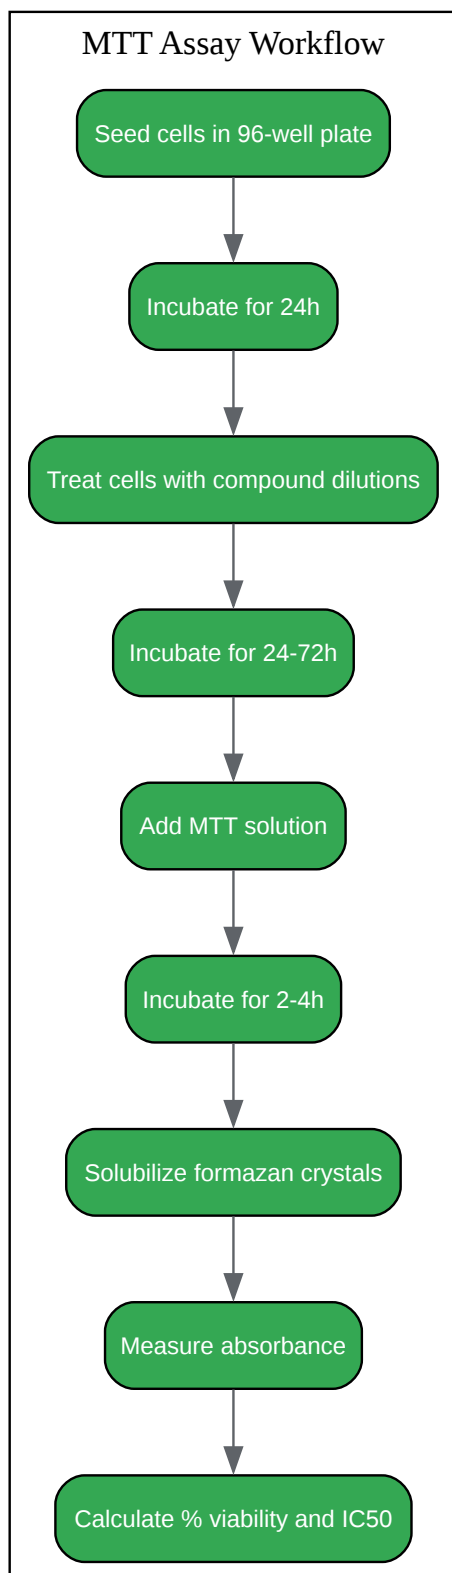 MTT Assay Workflow
Seed cells in 96-well plate
Incubate for 24h
Treat cells with compound dilutions
Incubate for 24-72h
Add MTT solution
Incubate for 2-4h
Solubilize formazan crystals
Measure absorbance
Calculate % viability and IC50